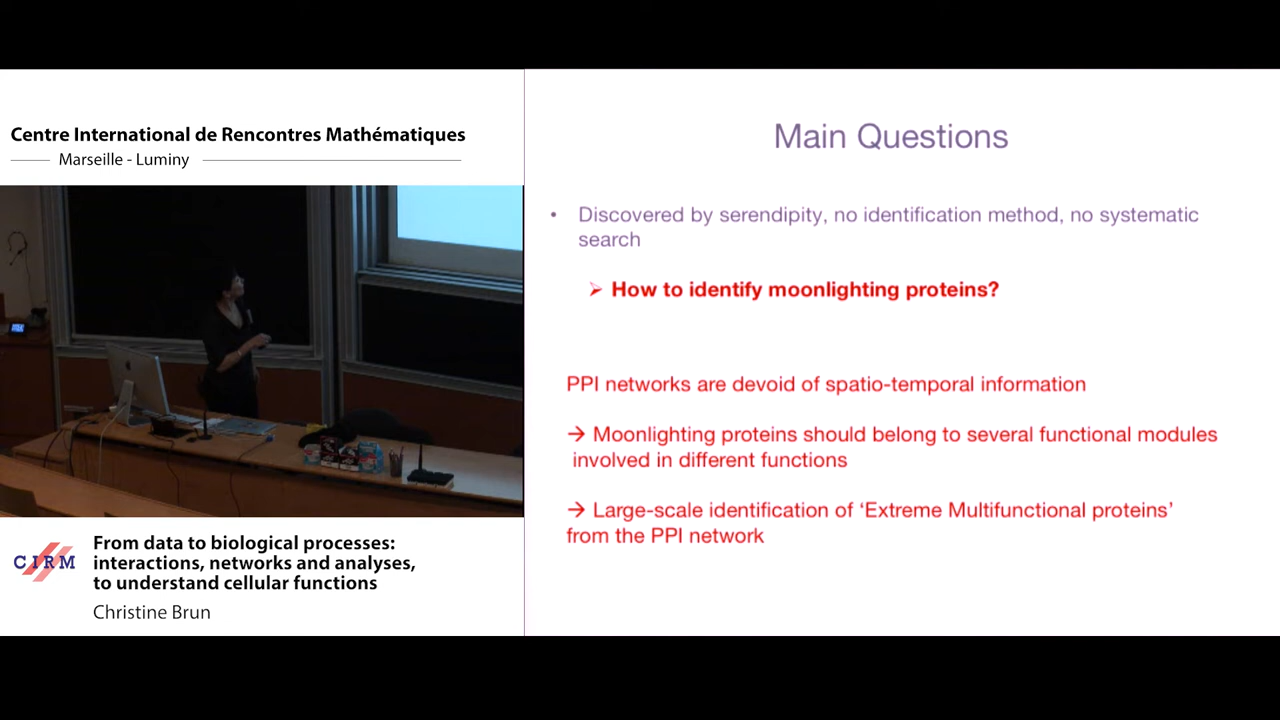 Centre International de Rencontres Mathématiques
Marseille - Luminy
CIRM
From data to biological processes:
interactions, networks and analyses,
to understand cellular functions
Christine Brun
Main Questions
• Discovered by serendipity, no identification method, no systematic
search
➢ How to identify moonlighting proteins?
PPI networks are devoid of spatio-temporal information
→ Moonlighting proteins should belong to several functional modules
involved in different functions
→ Large-scale identification of ‘Extreme Multifunctional proteins’
from the PPI network